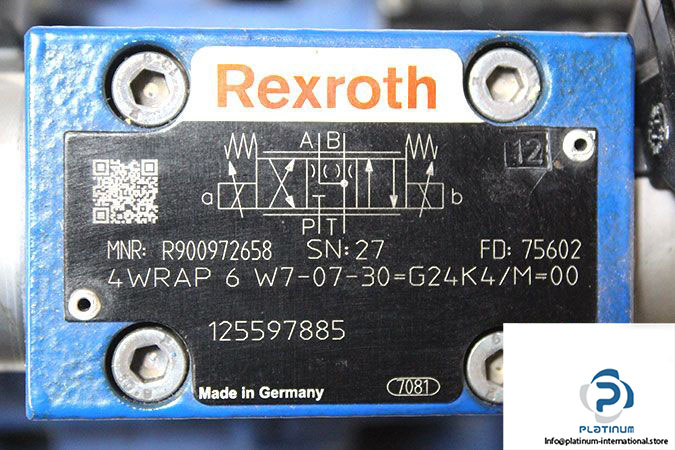 Rexroth
A B
12
a b
P T
MNR: R900972658 SN: 27 FD: 75602
4WRAP 6 W7-07-30=G24K4/M=00
125597885
Made in Germany 7081
PLATINUM
Info@platinum-international.store